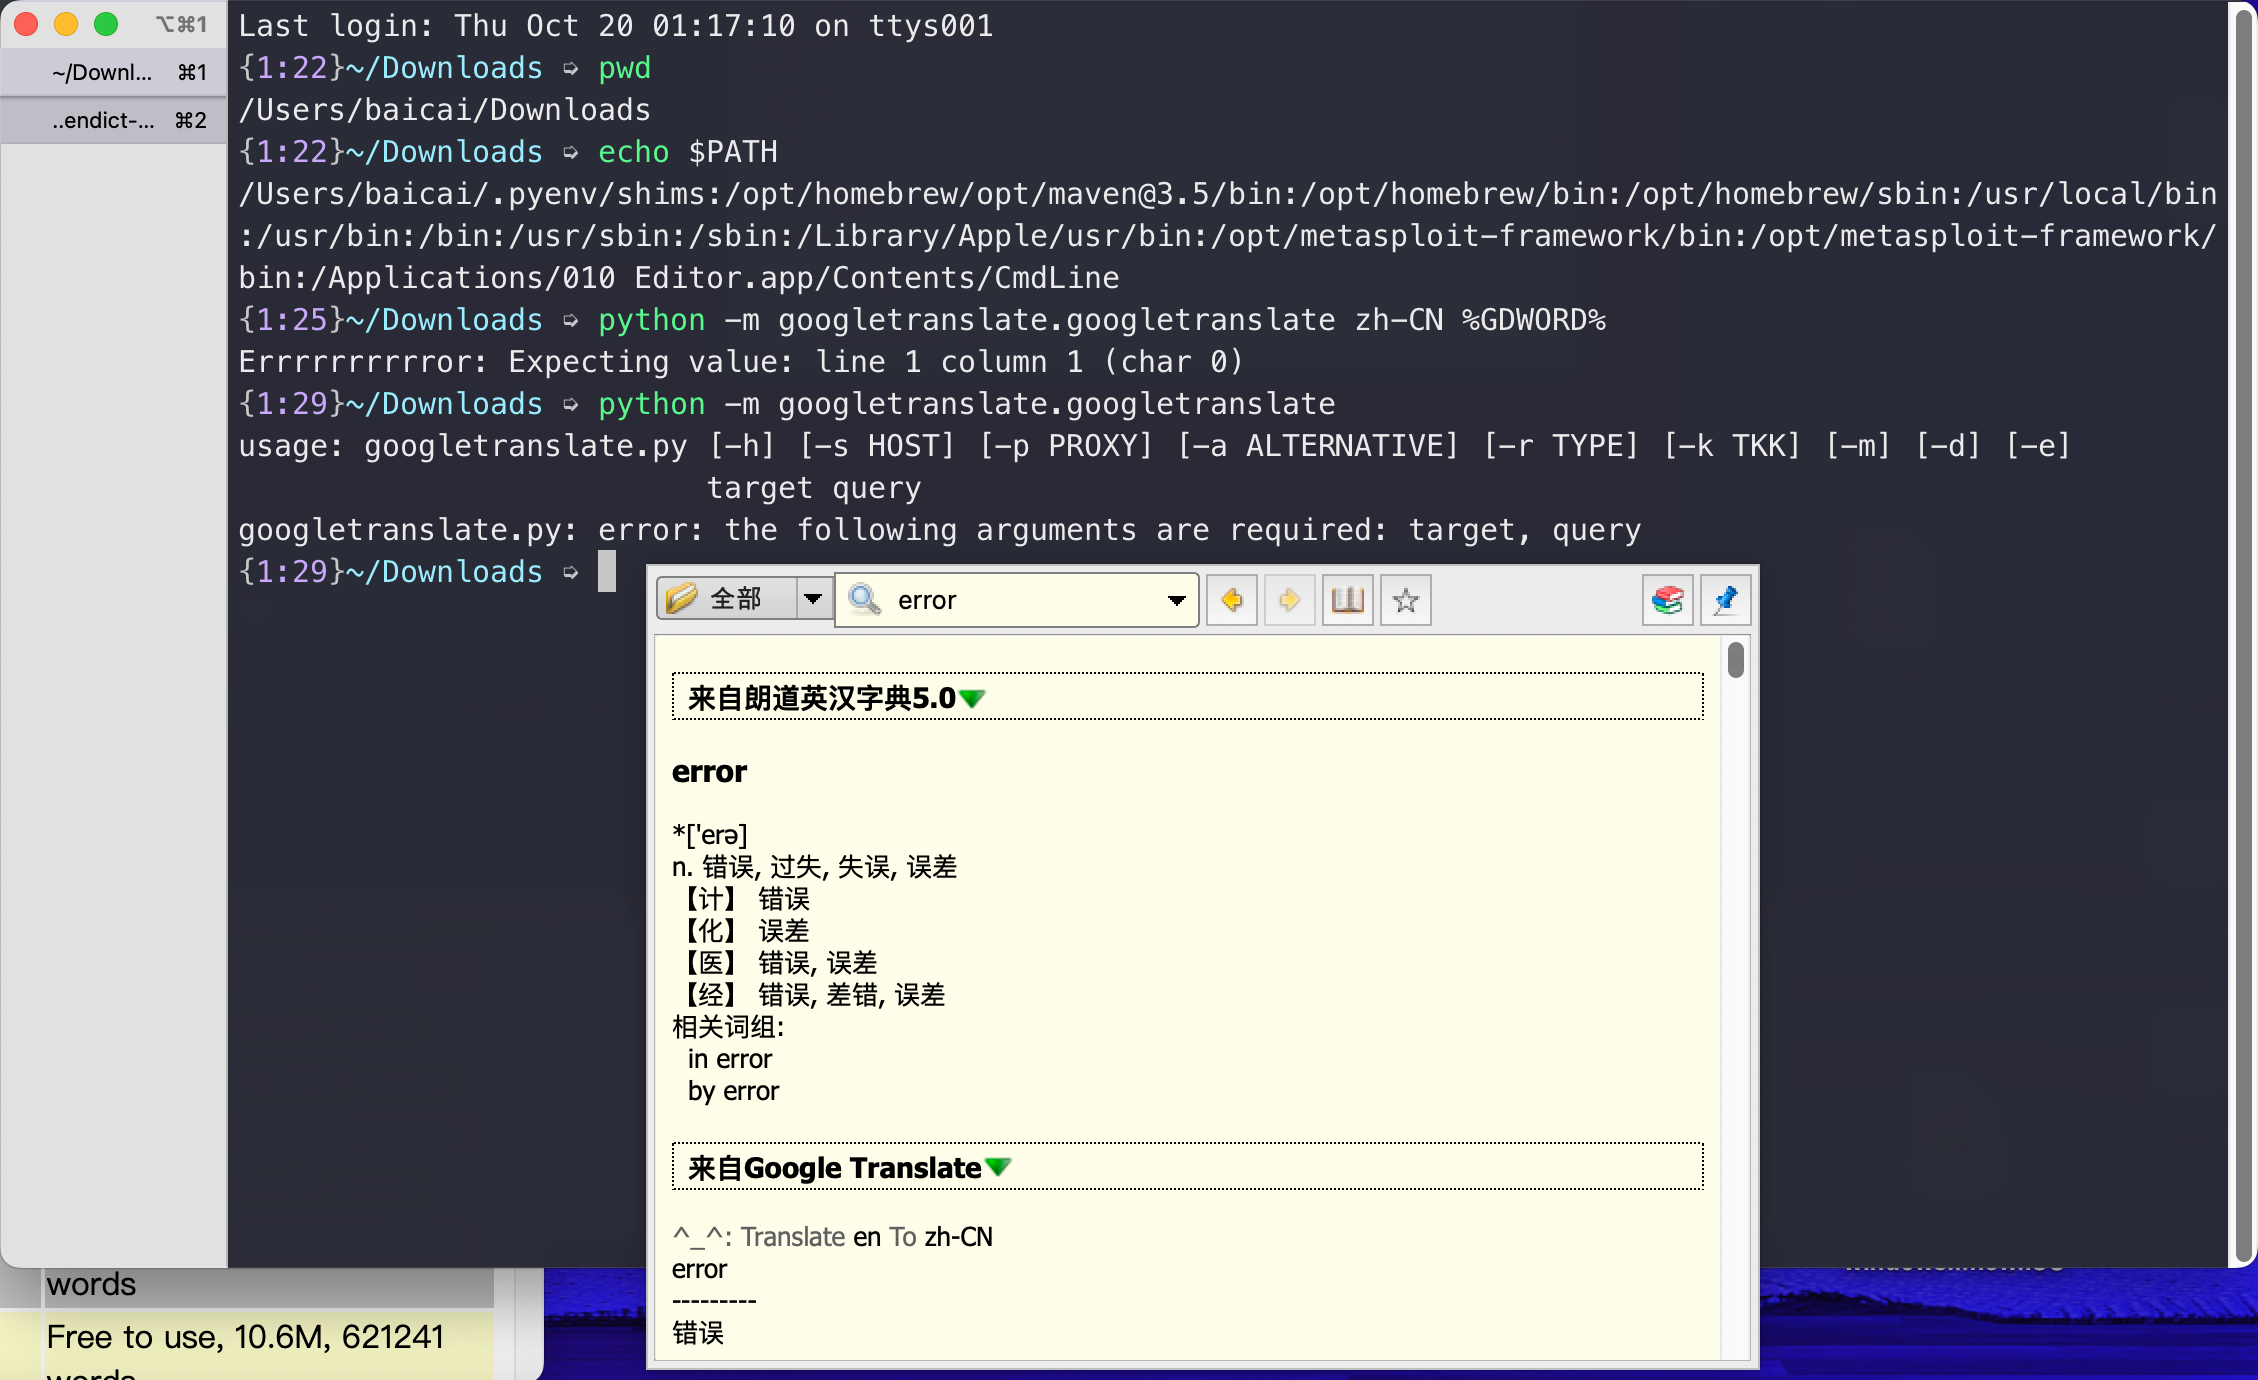 ⌥⌘1
~/Downl... ⌘1
..endict-... ⌘2
Last login: Thu Oct 20 01:17:10 on ttys001
{1:22}~/Downloads ➭ pwd
/Users/baicai/Downloads
{1:22}~/Downloads ➭ echo $PATH
/Users/baicai/.pyenv/shims:/opt/homebrew/opt/maven@3.5/bin:/opt/homebrew/bin:/opt/homebrew/sbin:/usr/local/bin
:/usr/bin:/bin:/usr/sbin:/sbin:/Library/Apple/usr/bin:/opt/metasploit-framework/bin:/opt/metasploit-framework/
bin:/Applications/010 Editor.app/Contents/CmdLine
{1:25}~/Downloads ➭ python -m googletranslate.googletranslate zh-CN %GDWORD%
Errrrrrrrrror: Expecting value: line 1 column 1 (char 0)
{1:29}~/Downloads ➭ python -m googletranslate.googletranslate
usage: googletranslate.py [-h] [-s HOST] [-p PROXY] [-a ALTERNATIVE] [-r TYPE] [-k TKK] [-m] [-d] [-e]
target query
googletranslate.py: error: the following arguments are required: target, query
{1:29}~/Downloads ➭
全部 error
来自朗道英汉字典5.0
error
*['erə]
n. 错误, 过失, 失误, 误差
【计】 错误
【化】 误差
【医】 错误, 误差
【经】 错误, 差错, 误差
相关词组:
in error
by error
来自Google Translate
^_^: Translate en To zh-CN
error
---------
错误
words
Free to use, 10.6M, 621241
words